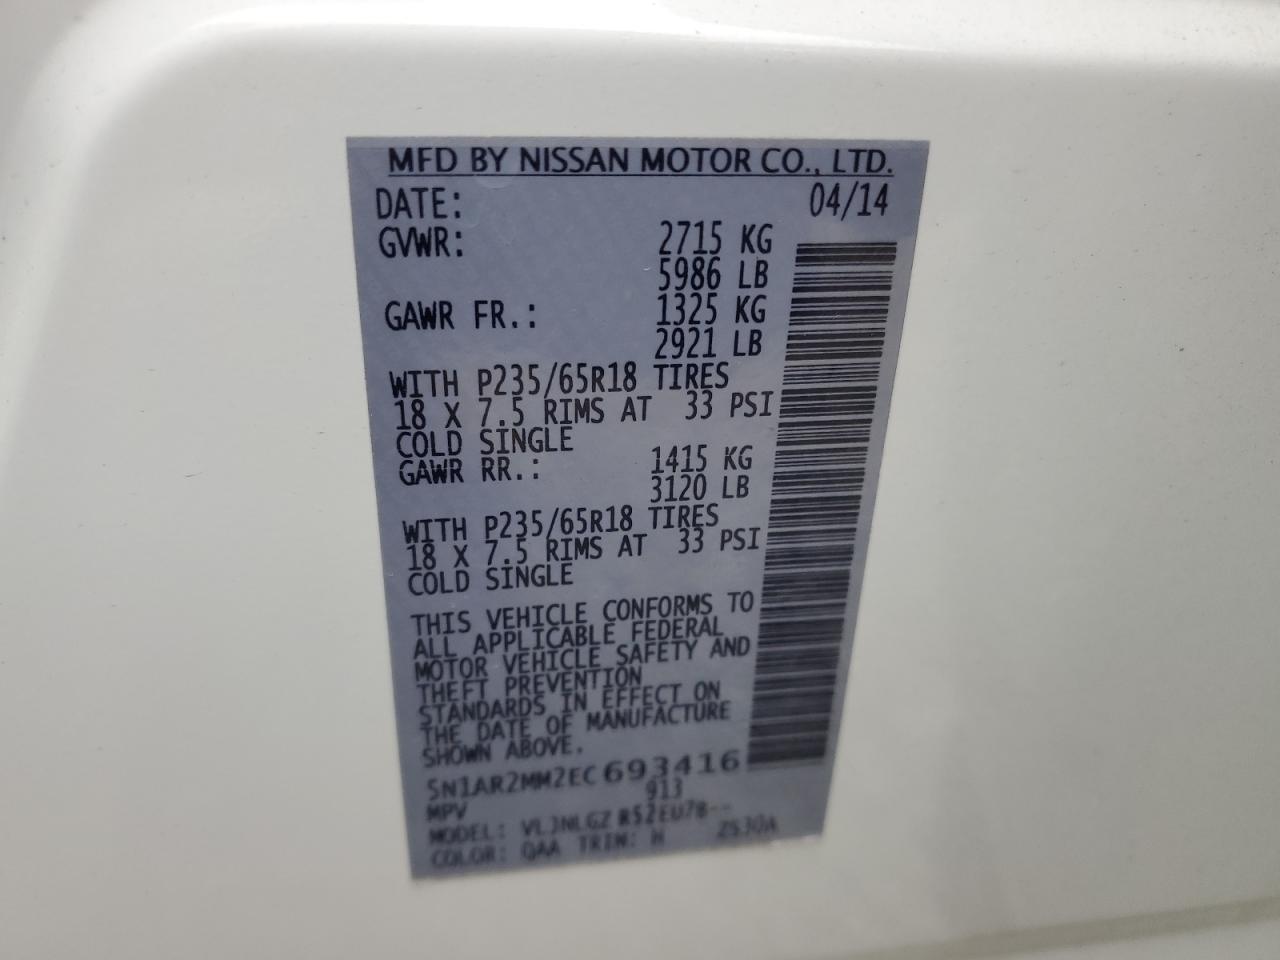 MFD BY NISSAN MOTOR CO., LTD.
DATE: 04/14
GVWR: 2715 KG
5986 LB
GAWR FR.: 1325 KG
2921 LB
WITH P235/65R18 TIRES
18 X 7.5 RIMS AT 33 PSI
COLD SINGLE
GAWR RR.: 1415 KG
3120 LB
WITH P235/65R18 TIRES
18 X 7.5 RIMS AT 33 PSI
COLD SINGLE
THIS VEHICLE CONFORMS TO
ALL APPLICABLE FEDERAL
MOTOR VEHICLE SAFETY AND
THEFT PREVENTION
STANDARDS IN EFFECT ON
THE DATE OF MANUFACTURE
SHOWN ABOVE.
5N1AR2MM2EC693416
913
MPV
MODEL:
COLOR: QAA TRIM: H